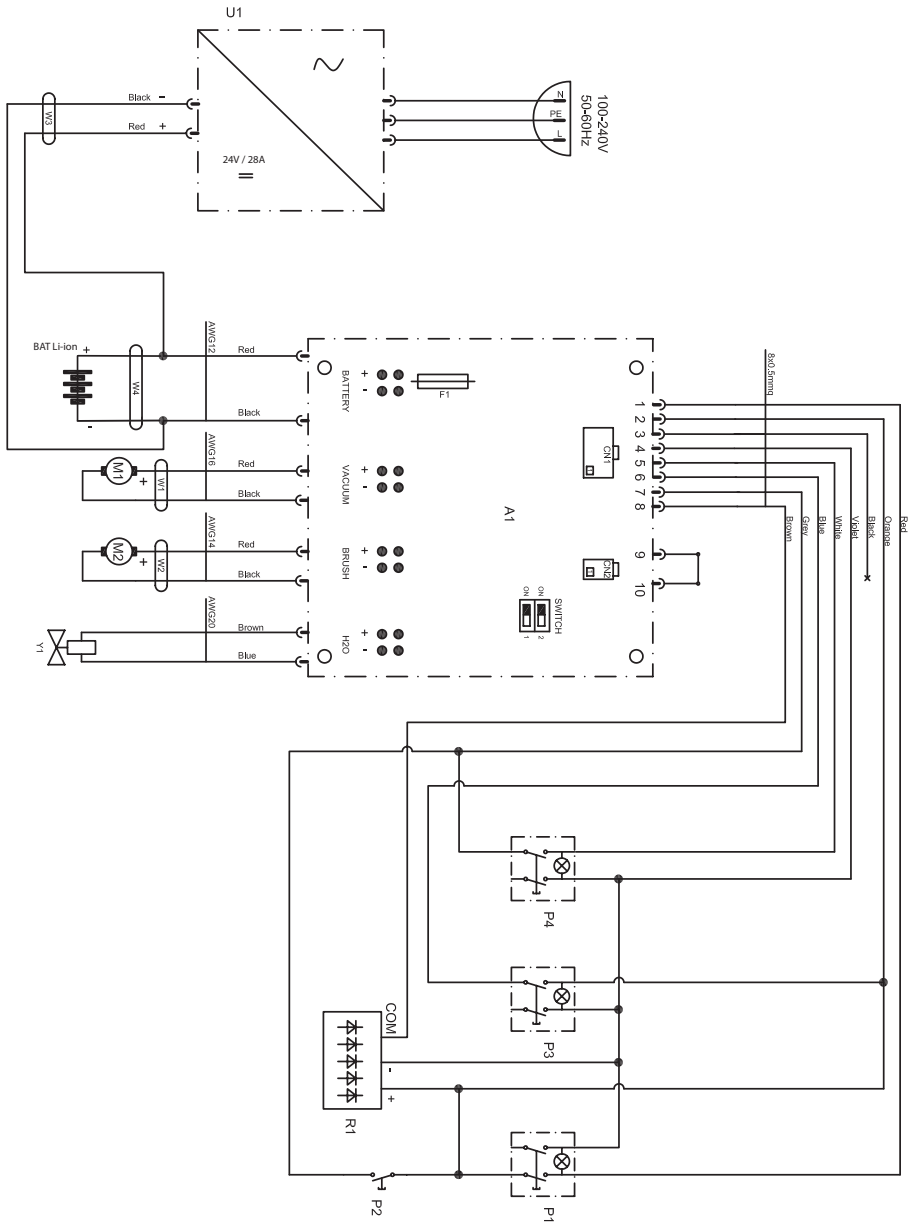 U1
100-240V
50-60Hz
N
PE
L
Black -
Red +
W3
24V / 28A
BAT Li-ion
+
-
W4
AWG12
Red
Black
BATTERY
+
-
F1
M1
+
W1
AWG16
Red
Black
VACUUM
+
-
M2
+
W2
AWG14
Red
Black
BRUSH
+
-
Y1
AWG20
Brown
Blue
H2O
+
-
A1
CN1
1
CN2
1
SWITCH
ON
ON
1
2
1
2
3
4
5
6
7
8
9
10
8x0.5mmq
Red
Orange
Black
Violet
White
Blue
Grey
Brown
P4
P3
COM
-
+
R1
P2
P1